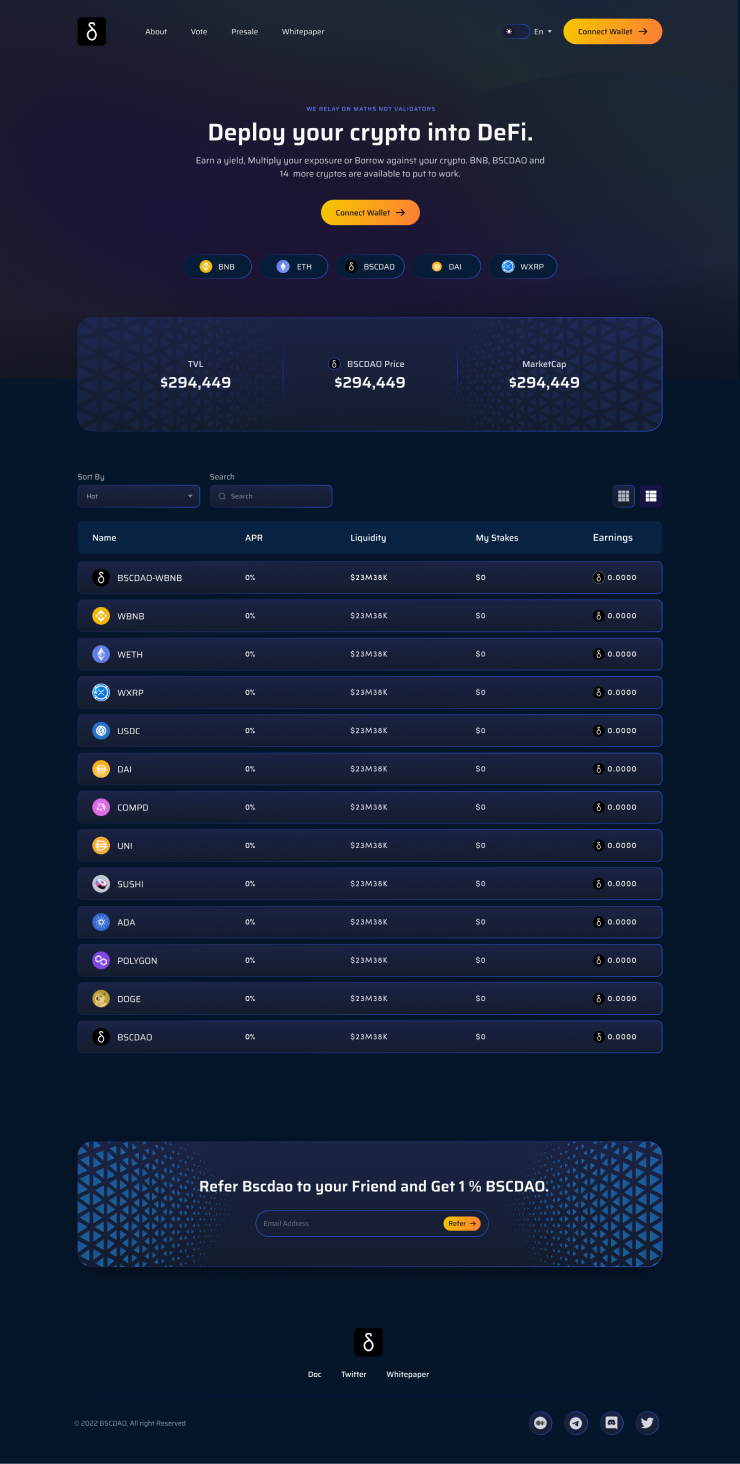 δ About Vote Presale Whitepaper En Connect Wallet →
WE RELAY ON MATHS NOT VALIDATORS
Deploy your crypto into DeFi.
Earn a yield, Multiply your exposure or Borrow against your crypto. BNB, BSCDAO and
14 more cryptos are available to put to work.
Connect Wallet →
BNB ETH δ BSCDAO DAI WXRP
TVL δ BSCDAO Price MarketCap
$294,449 $294,449 $294,449
Sort By Search
Hot Search
Name APR Liquidity My Stakes Earnings
δ BSCDAO-WBNB 0% $23M38K $0 δ 0.0000
WBNB 0% $23M38K $0 δ 0.0000
WETH 0% $23M38K $0 δ 0.0000
WXRP 0% $23M38K $0 δ 0.0000
USDC 0% $23M38K $0 δ 0.0000
DAI 0% $23M38K $0 δ 0.0000
COMPD 0% $23M38K $0 δ 0.0000
UNI 0% $23M38K $0 δ 0.0000
SUSHI 0% $23M38K $0 δ 0.0000
ADA 0% $23M38K $0 δ 0.0000
POLYGON 0% $23M38K $0 δ 0.0000
DOGE 0% $23M38K $0 δ 0.0000
δ BSCDAO 0% $23M38K $0 δ 0.0000
Refer Bscdao to your Friend and Get 1 % BSCDAO.
Email Address Refer →
δ
Doc Twitter Whitepaper
© 2022 BSCDAO, All right Reserved